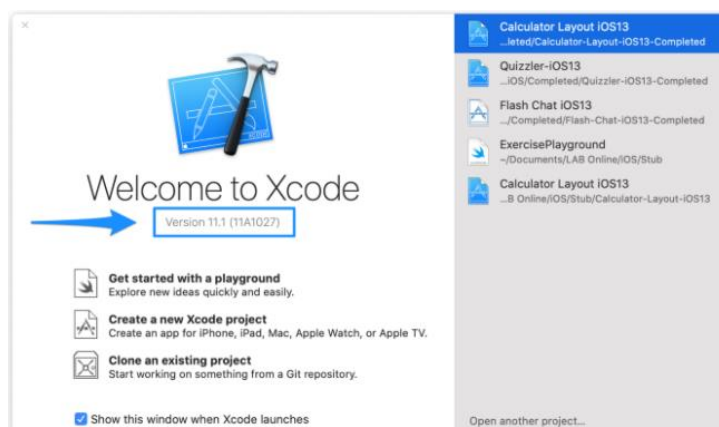 Welcome to Xcode
Version 11.1 (11A1027)
Get started with a playground
Explore new ideas quickly and easily.
Create a new Xcode project
Create an app for iPhone, iPad, Mac, Apple Watch, or Apple TV.
Clone an existing project
Start working on something from a Git repository.
Show this window when Xcode launches
Calculator Layout iOS13
...leted/Calculator-Layout-iOS13-Completed
Quizzler-iOS13
...iOS/Completed/Quizzler-iOS13-Completed
Flash Chat iOS13
.../Completed/Flash-Chat-iOS13-Completed
ExercisePlayground
~/Documents/LAB Online/iOS/Stub
Calculator Layout iOS13
...B Online/iOS/Stub/Calculator-Layout-iOS13
Open another project...